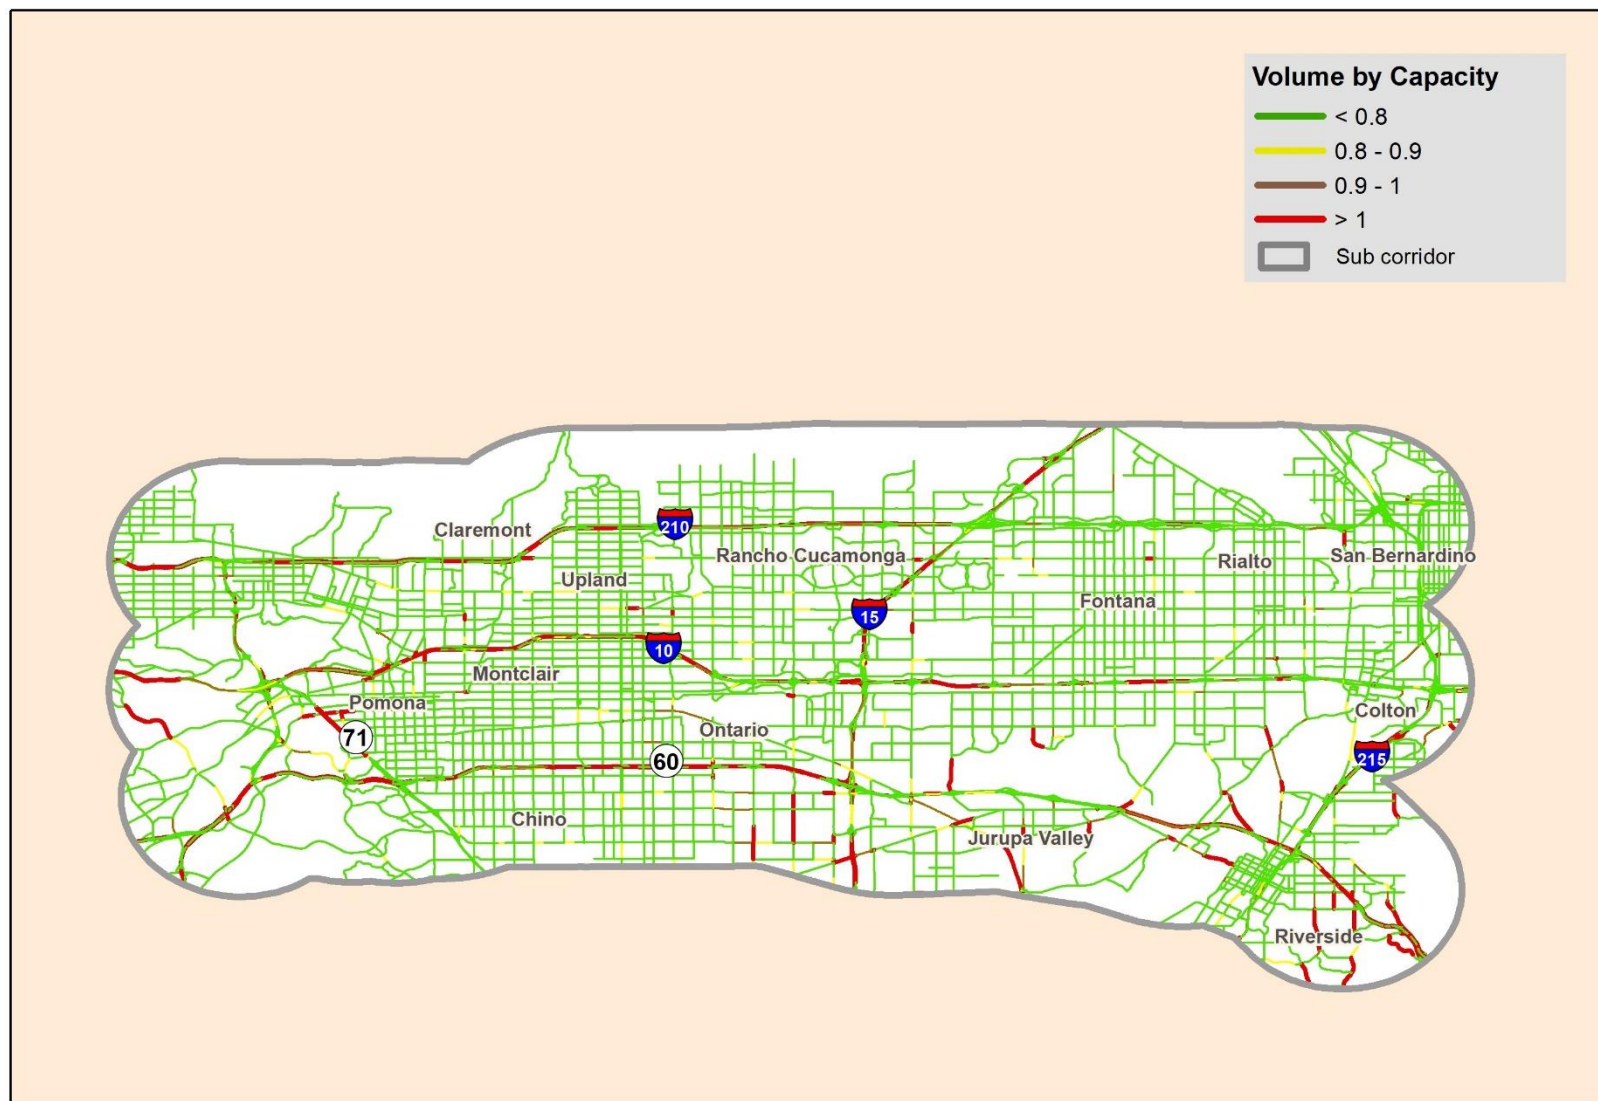 Volume by Capacity
< 0.8
0.8 - 0.9
0.9 - 1
> 1
Sub corridor
Claremont
210
Rancho Cucamonga
Rialto
San Bernardino
Upland
Fontana
15
10
Montclair
Pomona
Colton
71
Ontario
60
215
Chino
Jurupa Valley
Riverside